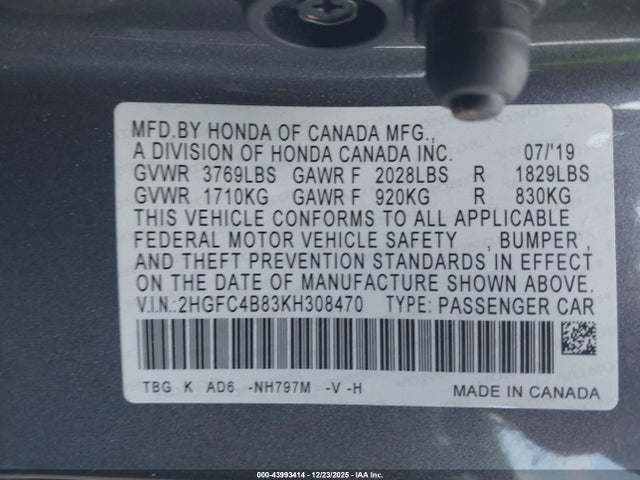 MFD.BY HONDA OF CANADA MFG.,
A DIVISION OF HONDA CANADA INC. 07/'19
GVWR 3769LBS GAWR F 2028LBS R 1829LBS
GVWR 1710KG GAWR F 920KG R 830KG
THIS VEHICLE CONFORMS TO ALL APPLICABLE
FEDERAL MOTOR VEHICLE SAFETY , BUMPER ,
AND THEFT PREVENTION STANDARDS IN EFFECT
ON THE DATE OF MANUFACTURE SHOWN ABOVE.
V.I.N.:2HGFC4B83KH308470 TYPE: PASSENGER CAR
TBG K AD6 -NH797M -V -H
MADE IN CANADA
000-43993414 - 12/23/2025 - IAA Inc.